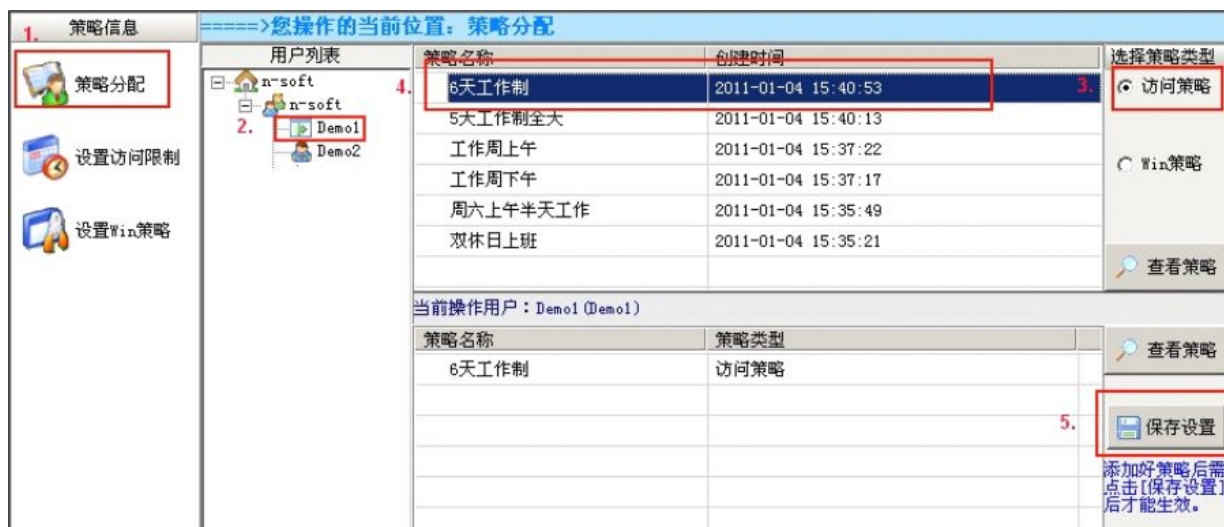 1. 策略信息
=====>您操作的当前位置：策略分配
策略分配
设置访问限制
设置Win策略
用户列表
n-soft
n-soft
2. Demo1
Demo2
策略名称 创建时间
4. 6天工作制 2011-01-04 15:40:53
5天工作制全天 2011-01-04 15:40:13
工作周上午 2011-01-04 15:37:22
工作周下午 2011-01-04 15:37:17
周六上午半天工作 2011-01-04 15:35:49
双休日上班 2011-01-04 15:35:21
选择策略类型
3. 访问策略
Win策略
查看策略
当前操作用户：Demo1(Demo1)
策略名称 策略类型
6天工作制 访问策略
查看策略
5. 保存设置
添加好策略后需
点击[保存设置]
后才能生效。